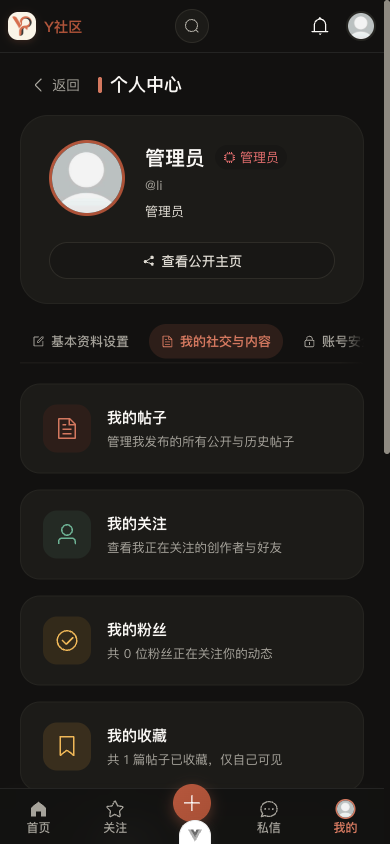 Y社区
返回
个人中心
管理员
管理员
@li
管理员
查看公开主页
基本资料设置
我的社交与内容
账号安
我的帖子
管理我发布的所有公开与历史帖子
我的关注
查看我正在关注的创作者与好友
我的粉丝
共 0 位粉丝正在关注你的动态
我的收藏
共 1 篇帖子已收藏，仅自己可见
首页
关注
私信
我的